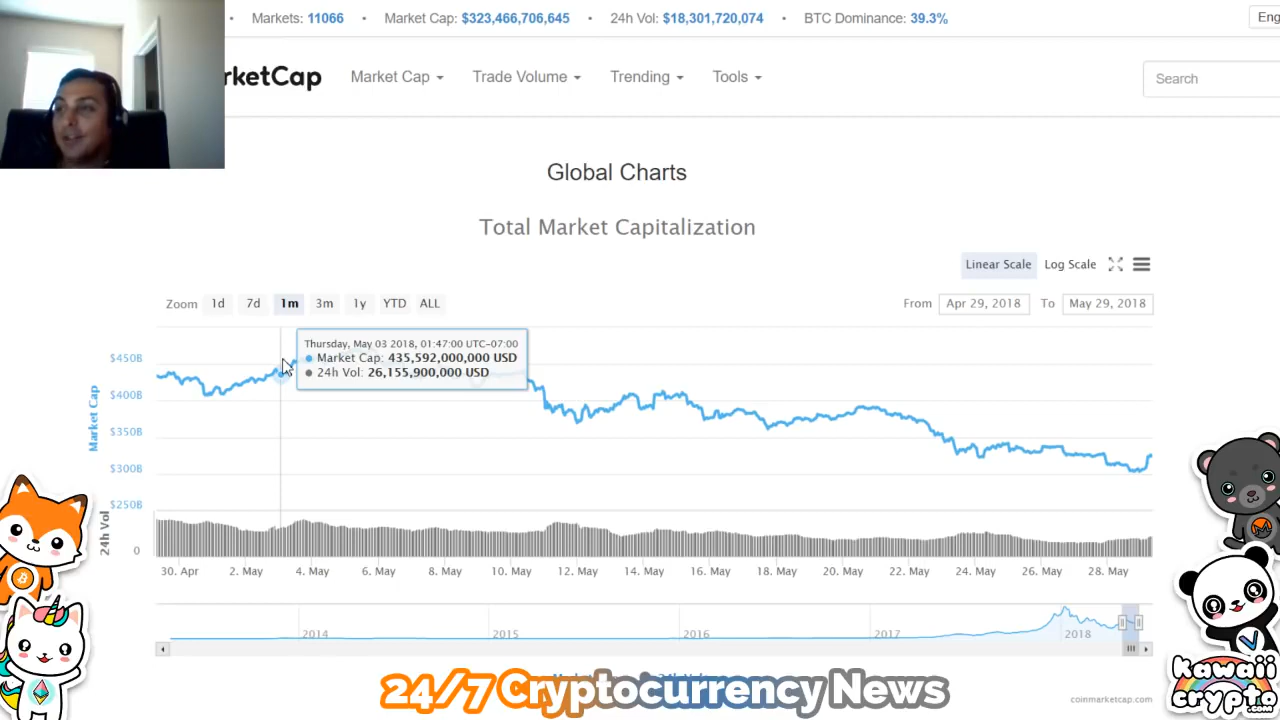 Markets: 11066 • Market Cap: $323,466,706,645 • 24h Vol: $18,301,720,074 • BTC Dominance: 39.3%
Eng
rketCap Market Cap Trade Volume Trending Tools
Search
Global Charts
Total Market Capitalization
Linear Scale Log Scale
Zoom 1d 7d 1m 3m 1y YTD ALL
From Apr 29, 2018 To May 29, 2018
Thursday, May 03 2018, 01:47:00 UTC-07:00
Market Cap: 435,592,000,000 USD
24h Vol: 26,155,900,000 USD
Market Cap
$450B
$400B
$350B
$300B
$250B
24h Vol
0
30. Apr 2. May 4. May 6. May 8. May 10. May 12. May 14. May 16. May 18. May 20. May 22. May 24. May 26. May 28. May
2014 2015 2016 2017 2018
24/7 Cryptocurrency News
coinmarketcap.com
kawaii
crypto
.com